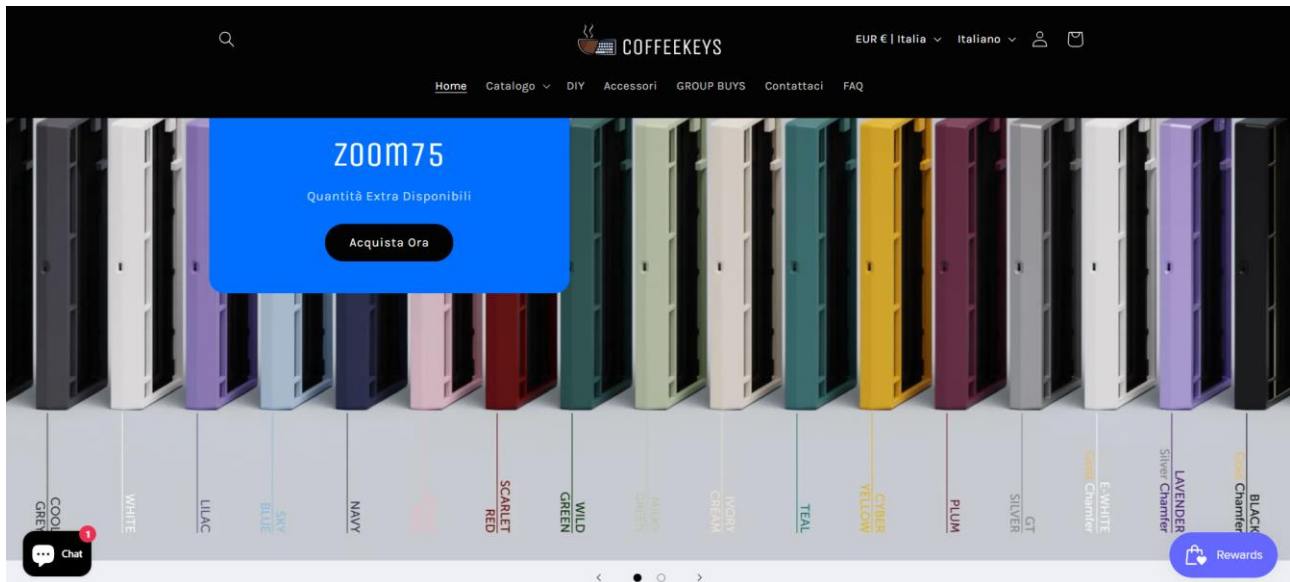 COFFEEKEYS
EUR € | Italia
Italiano
Home
Catalogo
DIY
Accessori
GROUP BUYS
Contattaci
FAQ
ZOOM75
Quantità Extra Disponibili
Acquista Ora
COOL
GREY
WHITE
LILAC
SKY
BLUE
NAVY
SCARLET
RED
WILD
GREEN
IVORY
CREAM
TEAL
CYBER
YELLOW
PLUM
GT
SILVER
E-WHITE
Gold Chamfer
LAVENDER
Silver Chamfer
BLACK
Gold Chamfer
1
Chat
Rewards